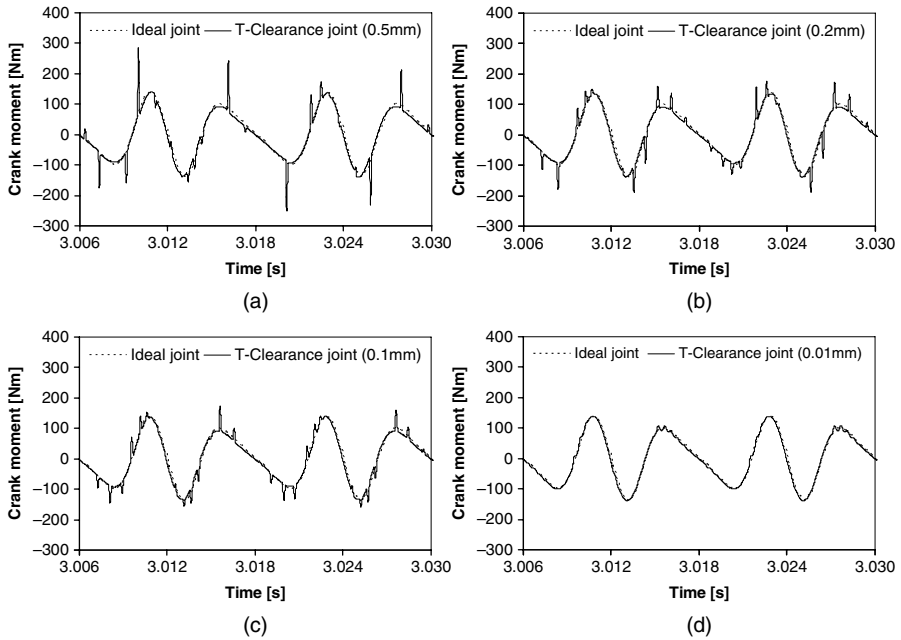 400
300
200
100
0
−100
−200
−300
Crank moment [Nm]
Ideal joint T-Clearance joint (0.5mm)
3.006 3.012 3.018 3.024 3.030
Time [s]
(a)
400
300
200
100
0
−100
−200
−300
Crank moment [Nm]
Ideal joint T-Clearance joint (0.2mm)
3.006 3.012 3.018 3.024 3.030
Time [s]
(b)
400
300
200
100
0
−100
−200
−300
Crank moment [Nm]
Ideal joint T-Clearance joint (0.1mm)
3.006 3.012 3.018 3.024 3.030
Time [s]
(c)
400
300
200
100
0
−100
−200
−300
Crank moment [Nm]
Ideal joint T-Clearance joint (0.01mm)
3.006 3.012 3.018 3.024 3.030
Time [s]
(d)